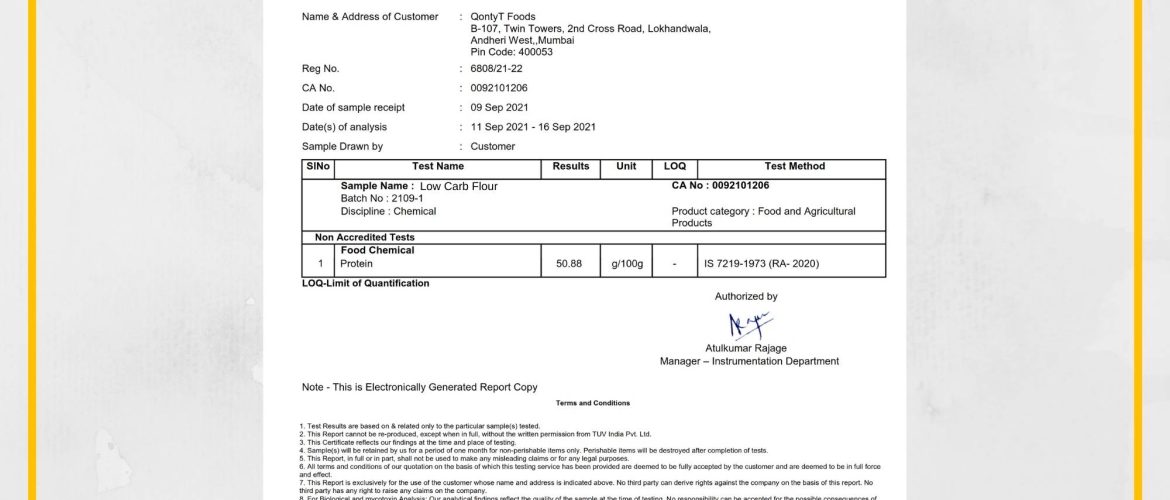 Name & Address of Customer : QontyT Foods
B-107, Twin Towers, 2nd Cross Road, Lokhandwala,
Andheri West,,Mumbai
Pin Code: 400053
Reg No. : 6808/21-22
CA No. : 0092101206
Date of sample receipt : 09 Sep 2021
Date(s) of analysis : 11 Sep 2021 - 16 Sep 2021
Sample Drawn by : Customer
SlNo Test Name Results Unit LOQ Test Method
Sample Name : Low Carb Flour CA No : 0092101206
Batch No : 2109-1
Discipline : Chemical Product category : Food and Agricultural
Products
Non Accredited Tests
Food Chemical
1 Protein 50.88 g/100g - IS 7219-1973 (RA- 2020)
LOQ-Limit of Quantification
Authorized by
Atulkumar Rajage
Manager – Instrumentation Department
Note - This is Electronically Generated Report Copy
Terms and Conditions
1. Test Results are based on & related only to the particular sample(s) tested.
2. This Report cannot be re-produced, except when in full, without the written permission from TUV India Pvt. Ltd.
3. This Certificate reflects our findings at the time and place of testing.
4. Sample(s) will be retained by us for a period of one month for non-perishable items only. Perishable items will be destroyed after completion of tests.
5. This Report, in full or in part, shall not be used to make any misleading claims or for any legal purposes.
6. All terms and conditions of our quotation on the basis of which this testing service has been provided are deemed to be fully accepted by the customer and are deemed to be in full force
and effect.
7. This Report is exclusively for the use of the customer whose name and address is indicated above. No third party can derive rights against the company on the basis of this report. No
third party has any right to raise any claims on the company.
8. For Biological and mycotoxin Analysis: Our analytical findings reflect the quality of the sample at the time of testing. No responsibility can be accepted for the possible consequences of